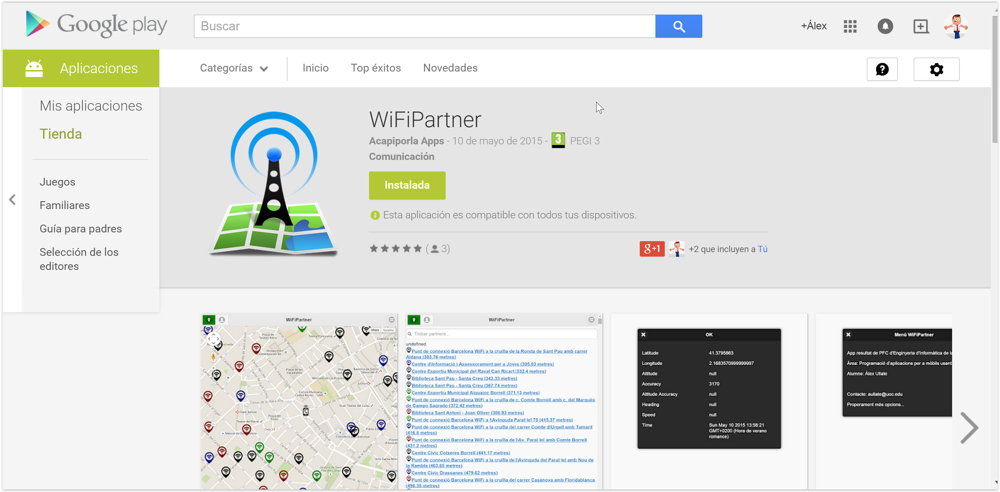 Google play
Buscar
+Álex
Aplicaciones
Categorías
Inicio
Top éxitos
Novedades
Mis aplicaciones
Tienda
Juegos
Familiares
Guía para padres
Selección de los
editores
WiFiPartner
Acapiporla Apps - 10 de mayo de 2015 - 3 PEGI 3
Comunicación
Instalada
Esta aplicación es compatible con todos tus dispositivos.
( 3)
g+1 +2 que incluyen a Tú
WiFiPartner
Mapa
WiFiPartner
Trobar partners...
undefined
Punt de connexió Barcelona WiFi a la cruïlla de la Ronda de Sant Pau amb carrer
Aldana (303.76 metres)
Centre d\Informació i Assessorament per a Joves (305.03 metres)
Centre Esportiu Municipal del Raval Can Ricart (332.4 metres)
Biblioteca Sant Pau - Santa Creu (343.33 metres)
Biblioteca Sant Pau - Santa Creu (367.74 metres)
Centre Esportiu Municipal Aiguajoc Borrell (371.13 metres)
Punt de connexió Barcelona WiFi a la cruïlla de c. Comte Borrell amb c. del Marquès
de Campo Sagrado (372.42 metres)
Biblioteca Sant Antoni - Joan Oliver (388.93 metres)
Punt de connexió Barcelona WiFi a l\Avinguda Paral·lel 75 (415.37 metres)
Punt de connexió Barcelona WiFi a la cruïlla del carrer Comte d\Urgell amb Tamarit
(416.8 metres)
Punt de connexió Barcelona WiFi a la cruïlla de l\Av. Paral·lel amb Comte Borrell
(431.2 metres)
Centre Cívic Cotxeres Borrell (441.17 metres)
Punt de connexió Barcelona WiFi a la cruïlla de l\Avinguda del Paral·lel amb Nou de
la Rambla (463.65 metres)
Centre Cívic Drassanes (479.62 metres)
Punt de connexió Barcelona WiFi a la cruïlla del carrer Casanova amb Floridablanca
(496.35 metres)
OK
Latitude 41.3795863
Longitude 2.1683570999999997
Altitude null
Accuracy 3170
Altitude Accuracy null
Heading null
Speed null
Time Sun May 10 2015 13:58:21
GMT+0200 (Hora de verano
romance)
Menú WiFiPartner
App resultat de PFC d'Enginyeria d'Informàtica de
Àrea: Programació d'aplicacions per a mòbils usant
Alumne: Àlex Ullate
Contacte: aullate@uoc.edu
Properament més opcions...